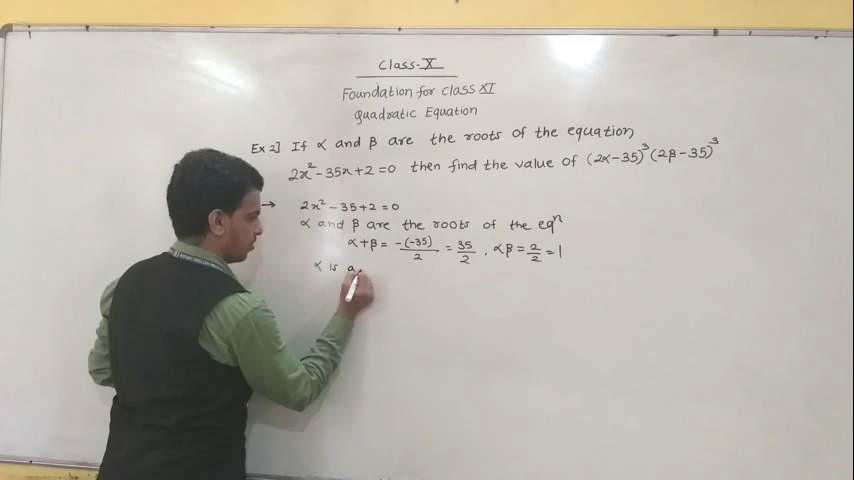 Class-X
Foundation for Class XI
Quadratic Equation
Ex 2] If α and β are the roots of the equation,
2x² - 35x + 2 = 0 then find the value of (2α - 35)³ (2β - 35)³
→ 2x² - 35 + 2 = 0
α and β are the roots of the eqⁿ
α + β = -(-35)/2 = 35/2 , αβ = 2/2 = 1
α is a